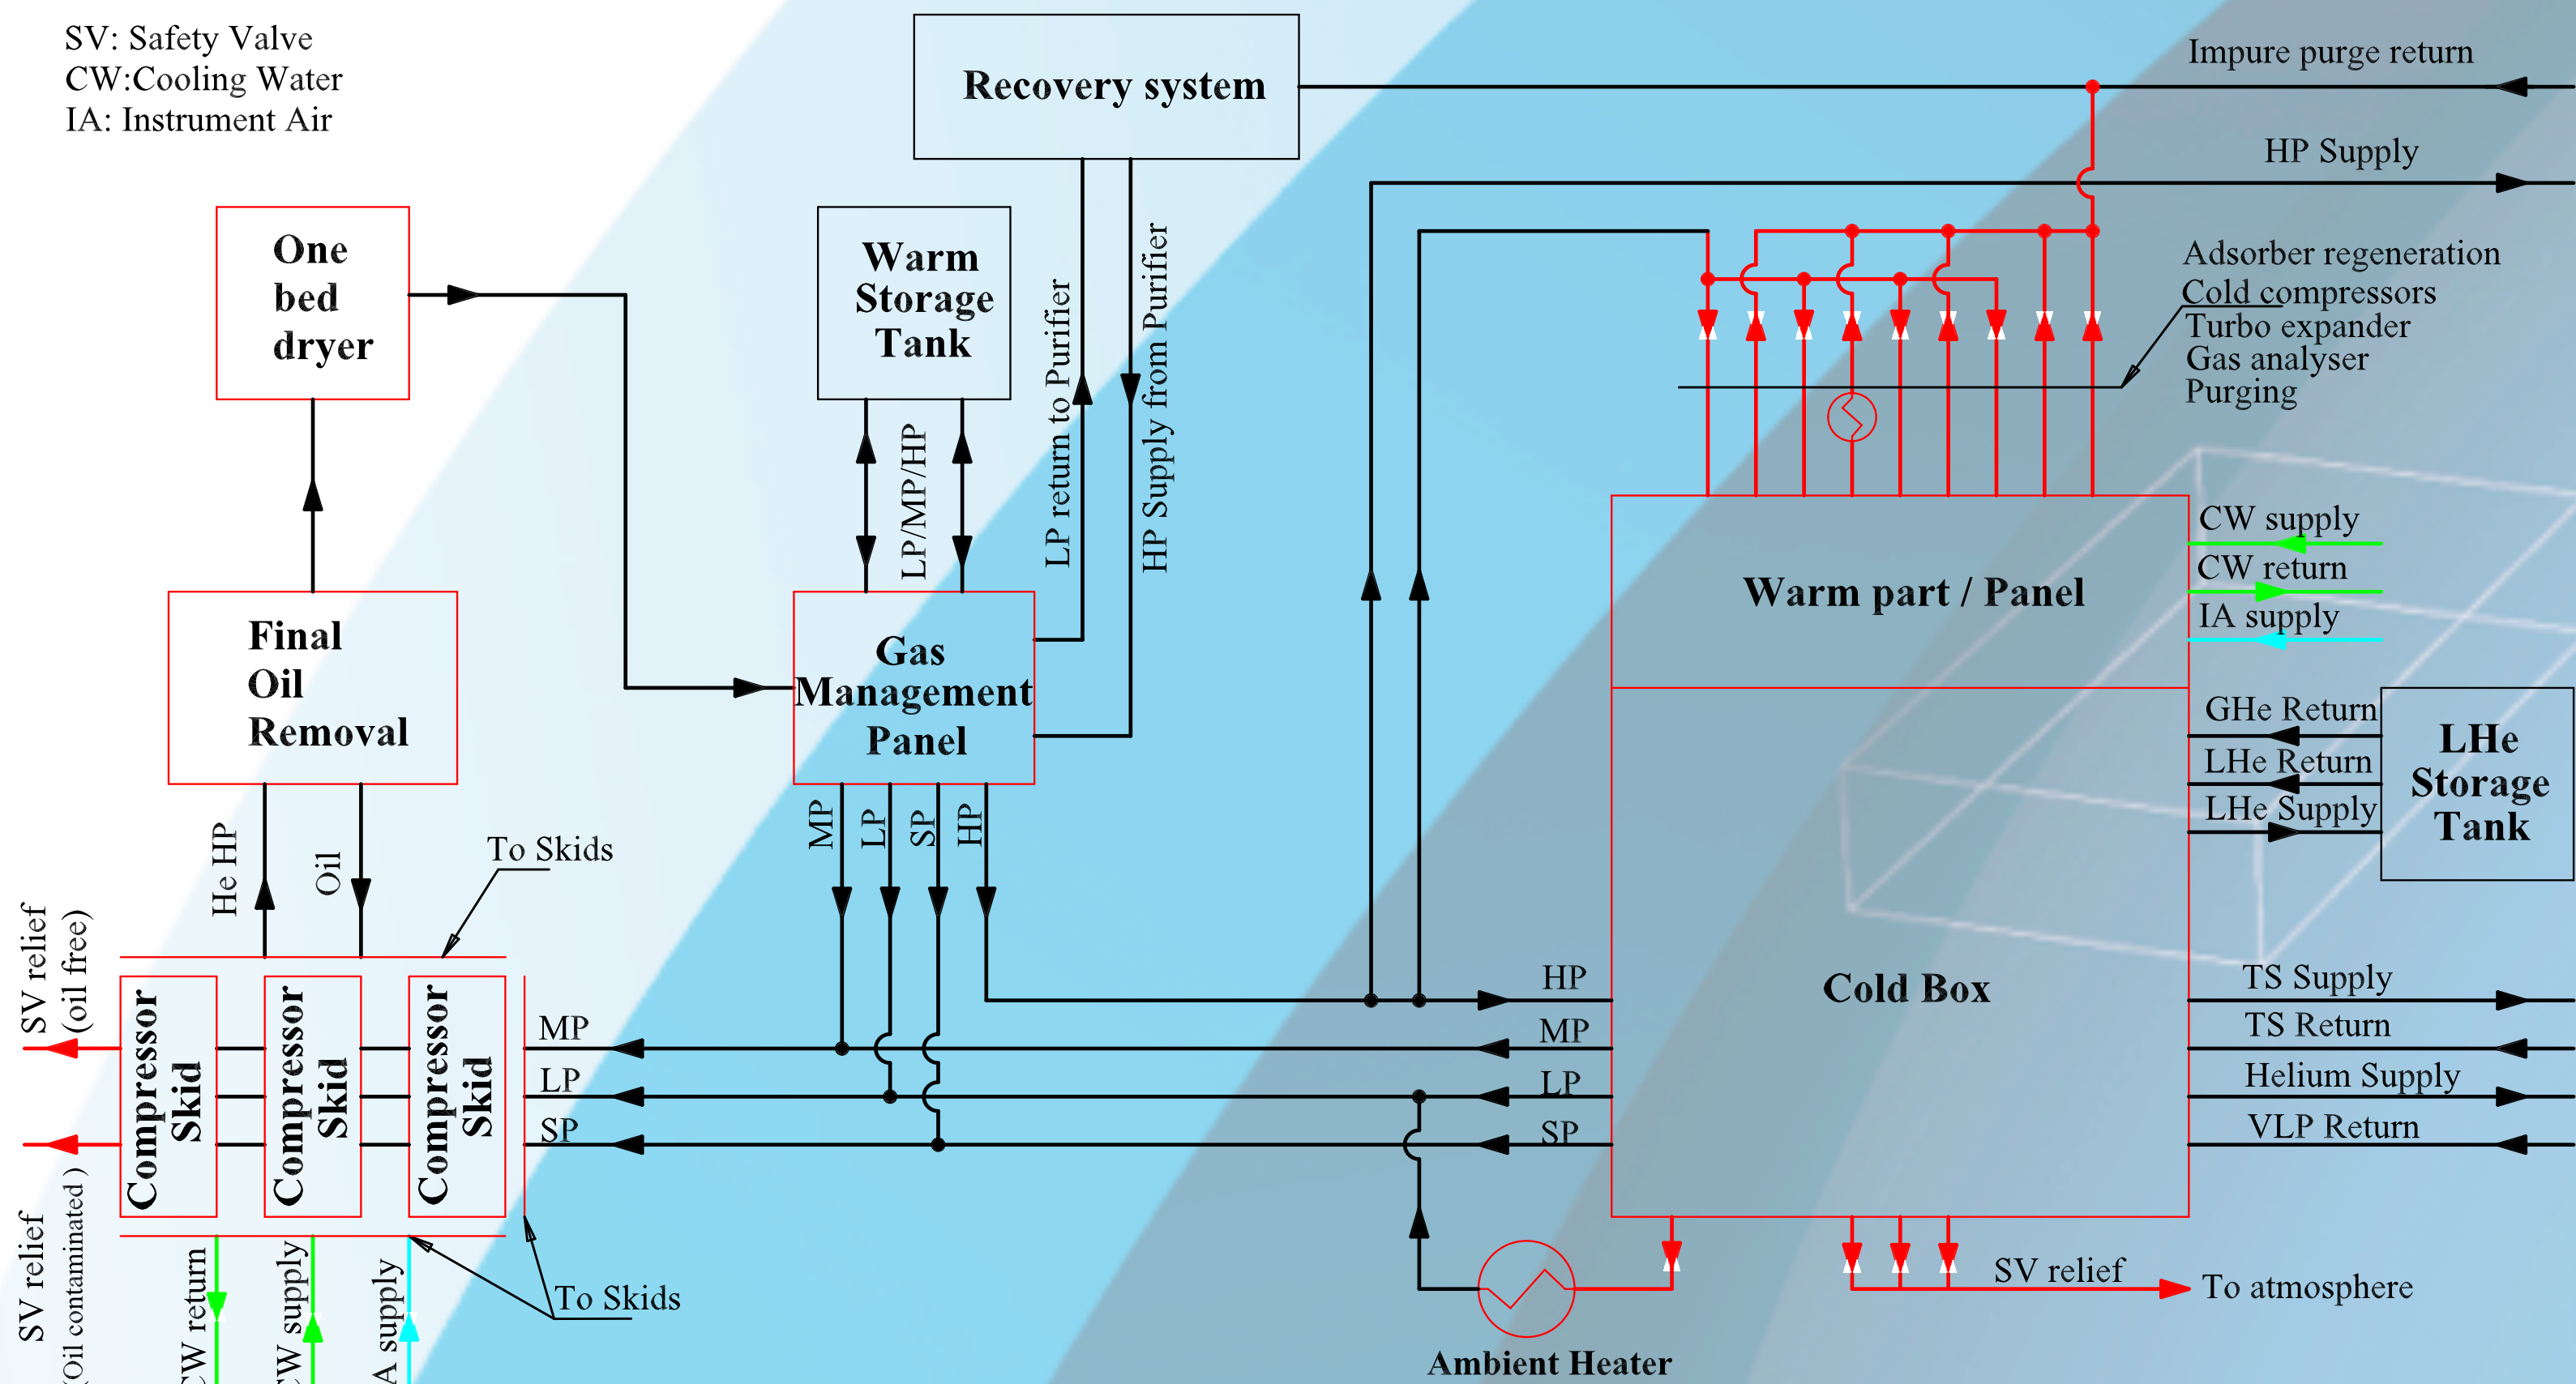 SV: Safety Valve
CW:Cooling Water
IA: Instrument Air
Recovery system
Impure purge return
HP Supply
One
bed
dryer
Warm
Storage
Tank
LP/MP/HP
LP return to Purifier
HP Supply from Purifier
Adsorber regeneration
Cold compressors
Turbo expander
Gas analyser
Purging
Final
Oil
Removal
Gas
Management
Panel
Warm part / Panel
CW supply
CW return
IA supply
GHe Return
LHe Return
LHe Supply
LHe
Storage
Tank
He HP
Oil
To Skids
MP
LP
SP
HP
SV relief
(oil free)
Compressor
Skid
Compressor
Skid
Compressor
Skid
MP
LP
SP
HP
MP
LP
SP
Cold Box
TS Supply
TS Return
Helium Supply
VLP Return
SV relief
(Oil contaminated )
CW return
CW supply
A supply
To Skids
Ambient Heater
SV relief
To atmosphere